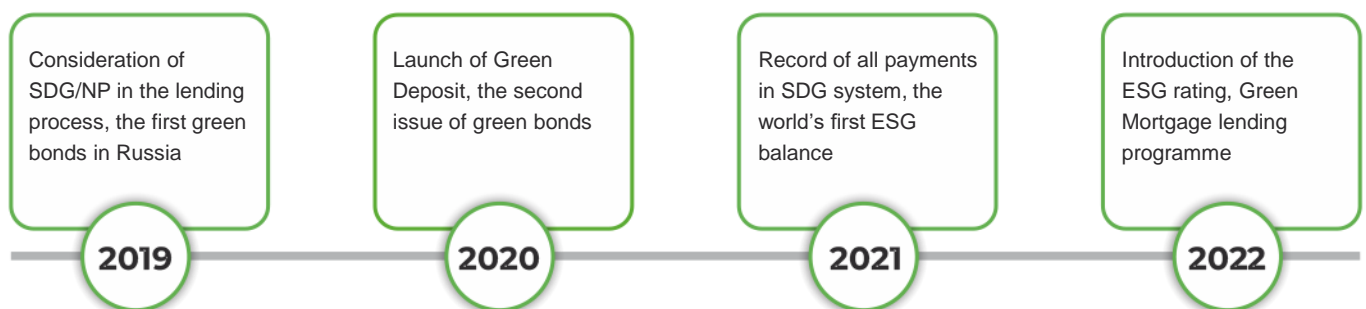 Consideration of
SDG/NP in the lending
process, the first green
bonds in Russia
2019
Launch of Green
Deposit, the second
issue of green bonds
2020
Record of all payments
in SDG system, the
world’s first ESG
balance
2021
Introduction of the
ESG rating, Green
Mortgage lending
programme
2022